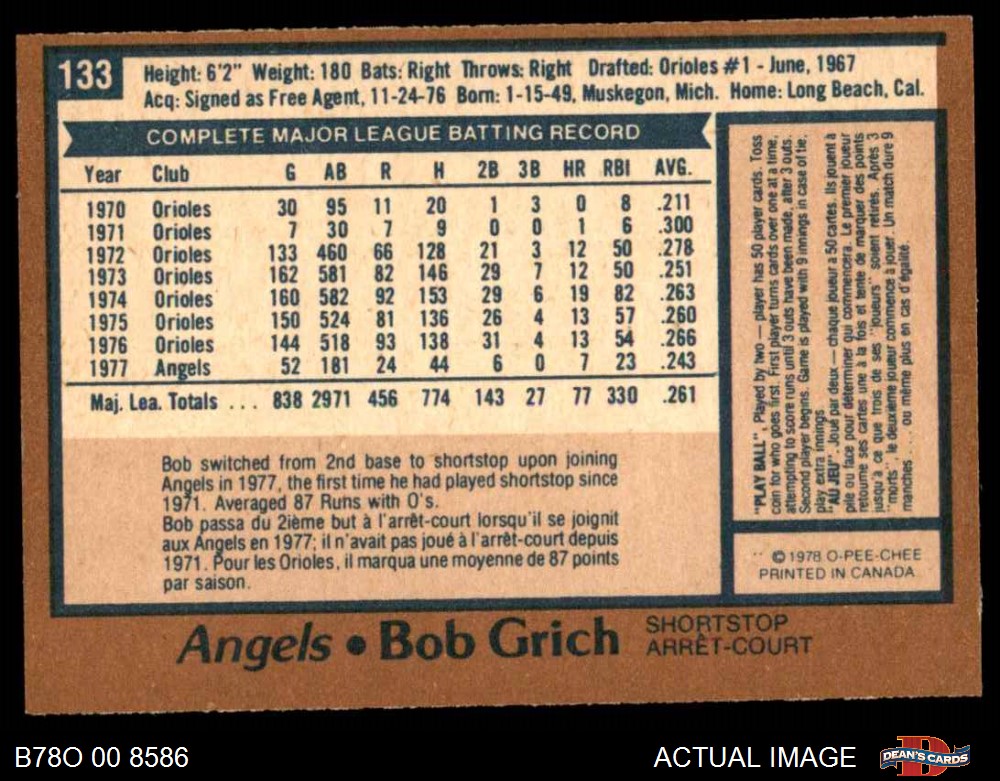 133
Height: 6'2" Weight: 180 Bats: Right Throws: Right Drafted: Orioles #1 - June, 1967
Acq: Signed as Free Agent, 11-24-76 Born: 1-15-49, Muskegon, Mich. Home: Long Beach, Cal.
COMPLETE MAJOR LEAGUE BATTING RECORD
Year Club G AB R H 2B 3B HR RBI AVG.
1970 Orioles 30 95 11 20 1 3 0 8 .211
1971 Orioles 7 30 7 9 0 0 1 6 .300
1972 Orioles 133 460 66 128 21 3 12 50 .278
1973 Orioles 162 581 82 146 29 7 12 50 .251
1974 Orioles 160 582 92 153 29 6 19 82 .263
1975 Orioles 150 524 81 136 26 4 13 57 .260
1976 Orioles 144 518 93 138 31 4 13 54 .266
1977 Angels 52 181 24 44 6 0 7 23 .243
Maj. Lea. Totals ... 838 2971 456 774 143 27 77 330 .261
Bob switched from 2nd base to shortstop upon joining
Angels in 1977, the first time he had played shortstop since
1971. Averaged 87 Runs with O's.
Bob passa du 2ième but à l'arrêt-court lorsqu'il se joignit
aux Angels en 1977; il n'avait pas joué à l'arrêt-court depuis
1971. Pour les Orioles, il marqua une moyenne de 87 points
par saison.
"PLAY BALL". Played by two — player has 50 player cards. Toss
coin for who goes first. First player turns cards over one at a time,
attempting to score runs until 3 outs have been made, after 3 outs.
Second player begins. Game is played with 9 innings in case of tie
play extra innings.
"AU JEU". Joué par deux — chaque joueur a 50 cartes. Ils jouent à
pile ou face pour déterminer qui commencera. Le premier joueur
retourne ses cartes une à la fois et tente de marquer des points
jusqu'à ce que trois de ses "joueurs" soient retirés. Après 3
"morts", le deuxième joueur commence à jouer. Un match dure 9
manches . . . ou même plus en cas d'égalité.
© 1978 O-PEE-CHEE
PRINTED IN CANADA
Angels • Bob Grich SHORTSTOP
ARRÊT-COURT
B78O 00 8586 ACTUAL IMAGE DEAN'S CARDS